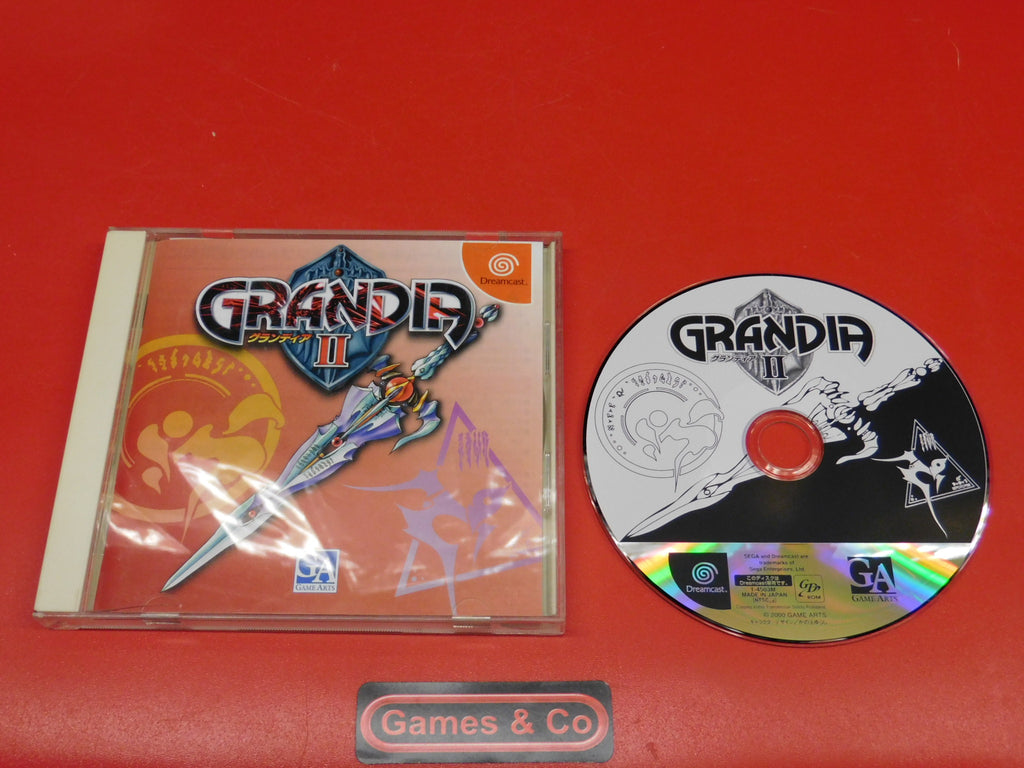 GRANDIA
グランディア
II
Dreamcast.
GA
GAME ARTS
GRANDIA
グランディア
II
SEGA and Dreamcast are
trademarks of
Sega Enterprises, Ltd.
Dreamcast.
このディスクは
Dreamcast専用です。
MADE IN JAPAN
GD-ROM
GA
GAME ARTS
© 2000 GAME ARTS
Games & Co